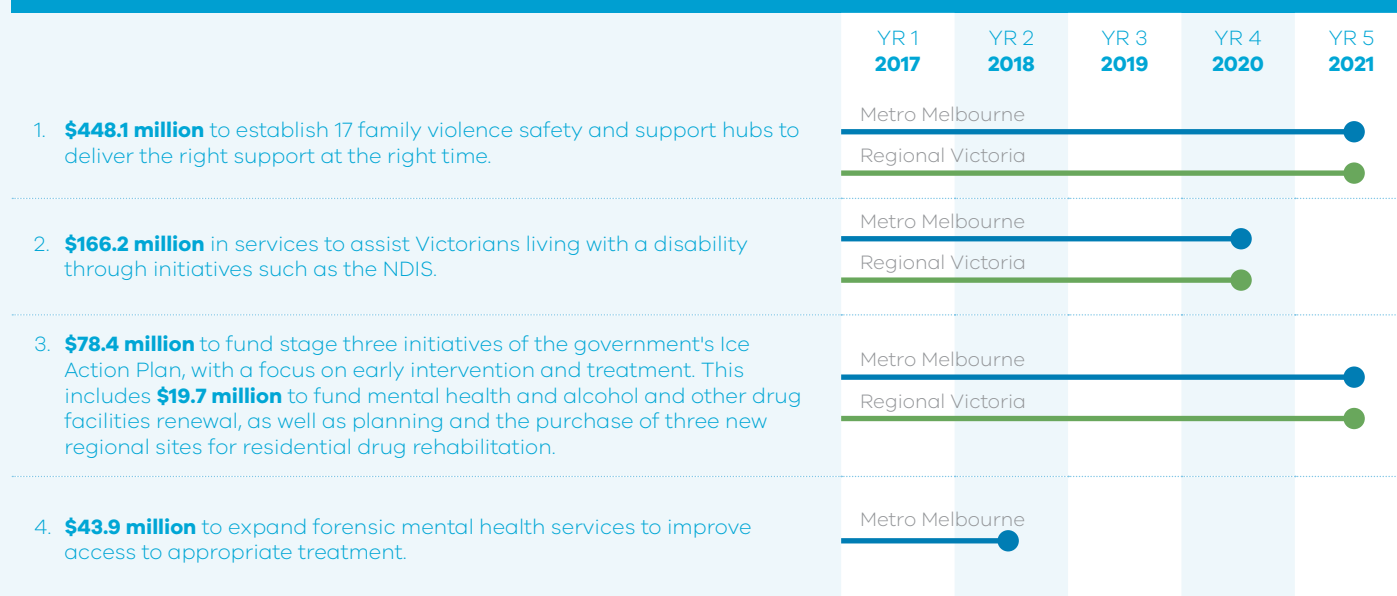 YR 1 YR 2 YR 3 YR 4 YR 5
2017 2018 2019 2020 2021
1. $448.1 million to establish 17 family violence safety and support hubs to
deliver the right support at the right time.
Metro Melbourne
Regional Victoria
2. $166.2 million in services to assist Victorians living with a disability
through initiatives such as the NDIS.
Metro Melbourne
Regional Victoria
3. $78.4 million to fund stage three initiatives of the government's Ice
Action Plan, with a focus on early intervention and treatment. This
includes $19.7 million to fund mental health and alcohol and other drug
facilities renewal, as well as planning and the purchase of three new
regional sites for residential drug rehabilitation.
Metro Melbourne
Regional Victoria
4. $43.9 million to expand forensic mental health services to improve
access to appropriate treatment.
Metro Melbourne